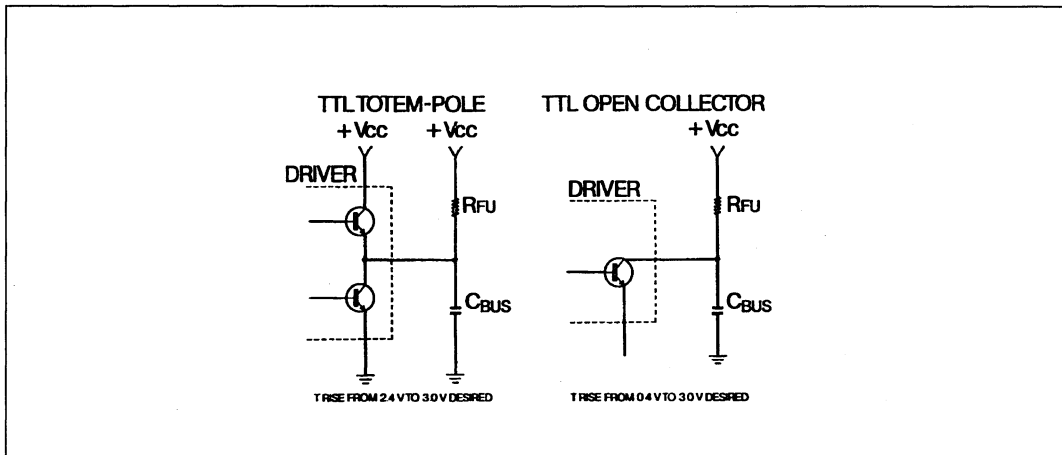 TTL TOTEM-POLE
+ Vcc + Vcc
DRIVER
RFU
CBUS
T RISE FROM 2.4 V TO 3.0 V DESIRED
TTL OPEN COLLECTOR
+ Vcc
DRIVER
RFU
CBUS
T RISE FROM 0.4 V TO 3.0 V DESIRED